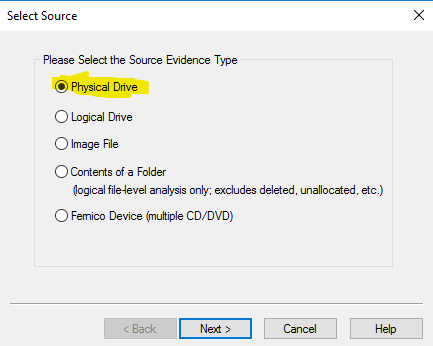 Select Source
Please Select the Source Evidence Type
Physical Drive
Logical Drive
Image File
Contents of a Folder
(logical file-level analysis only; excludes deleted, unallocated, etc.)
Fernico Device (multiple CD/DVD)
< Back
Next >
Cancel
Help